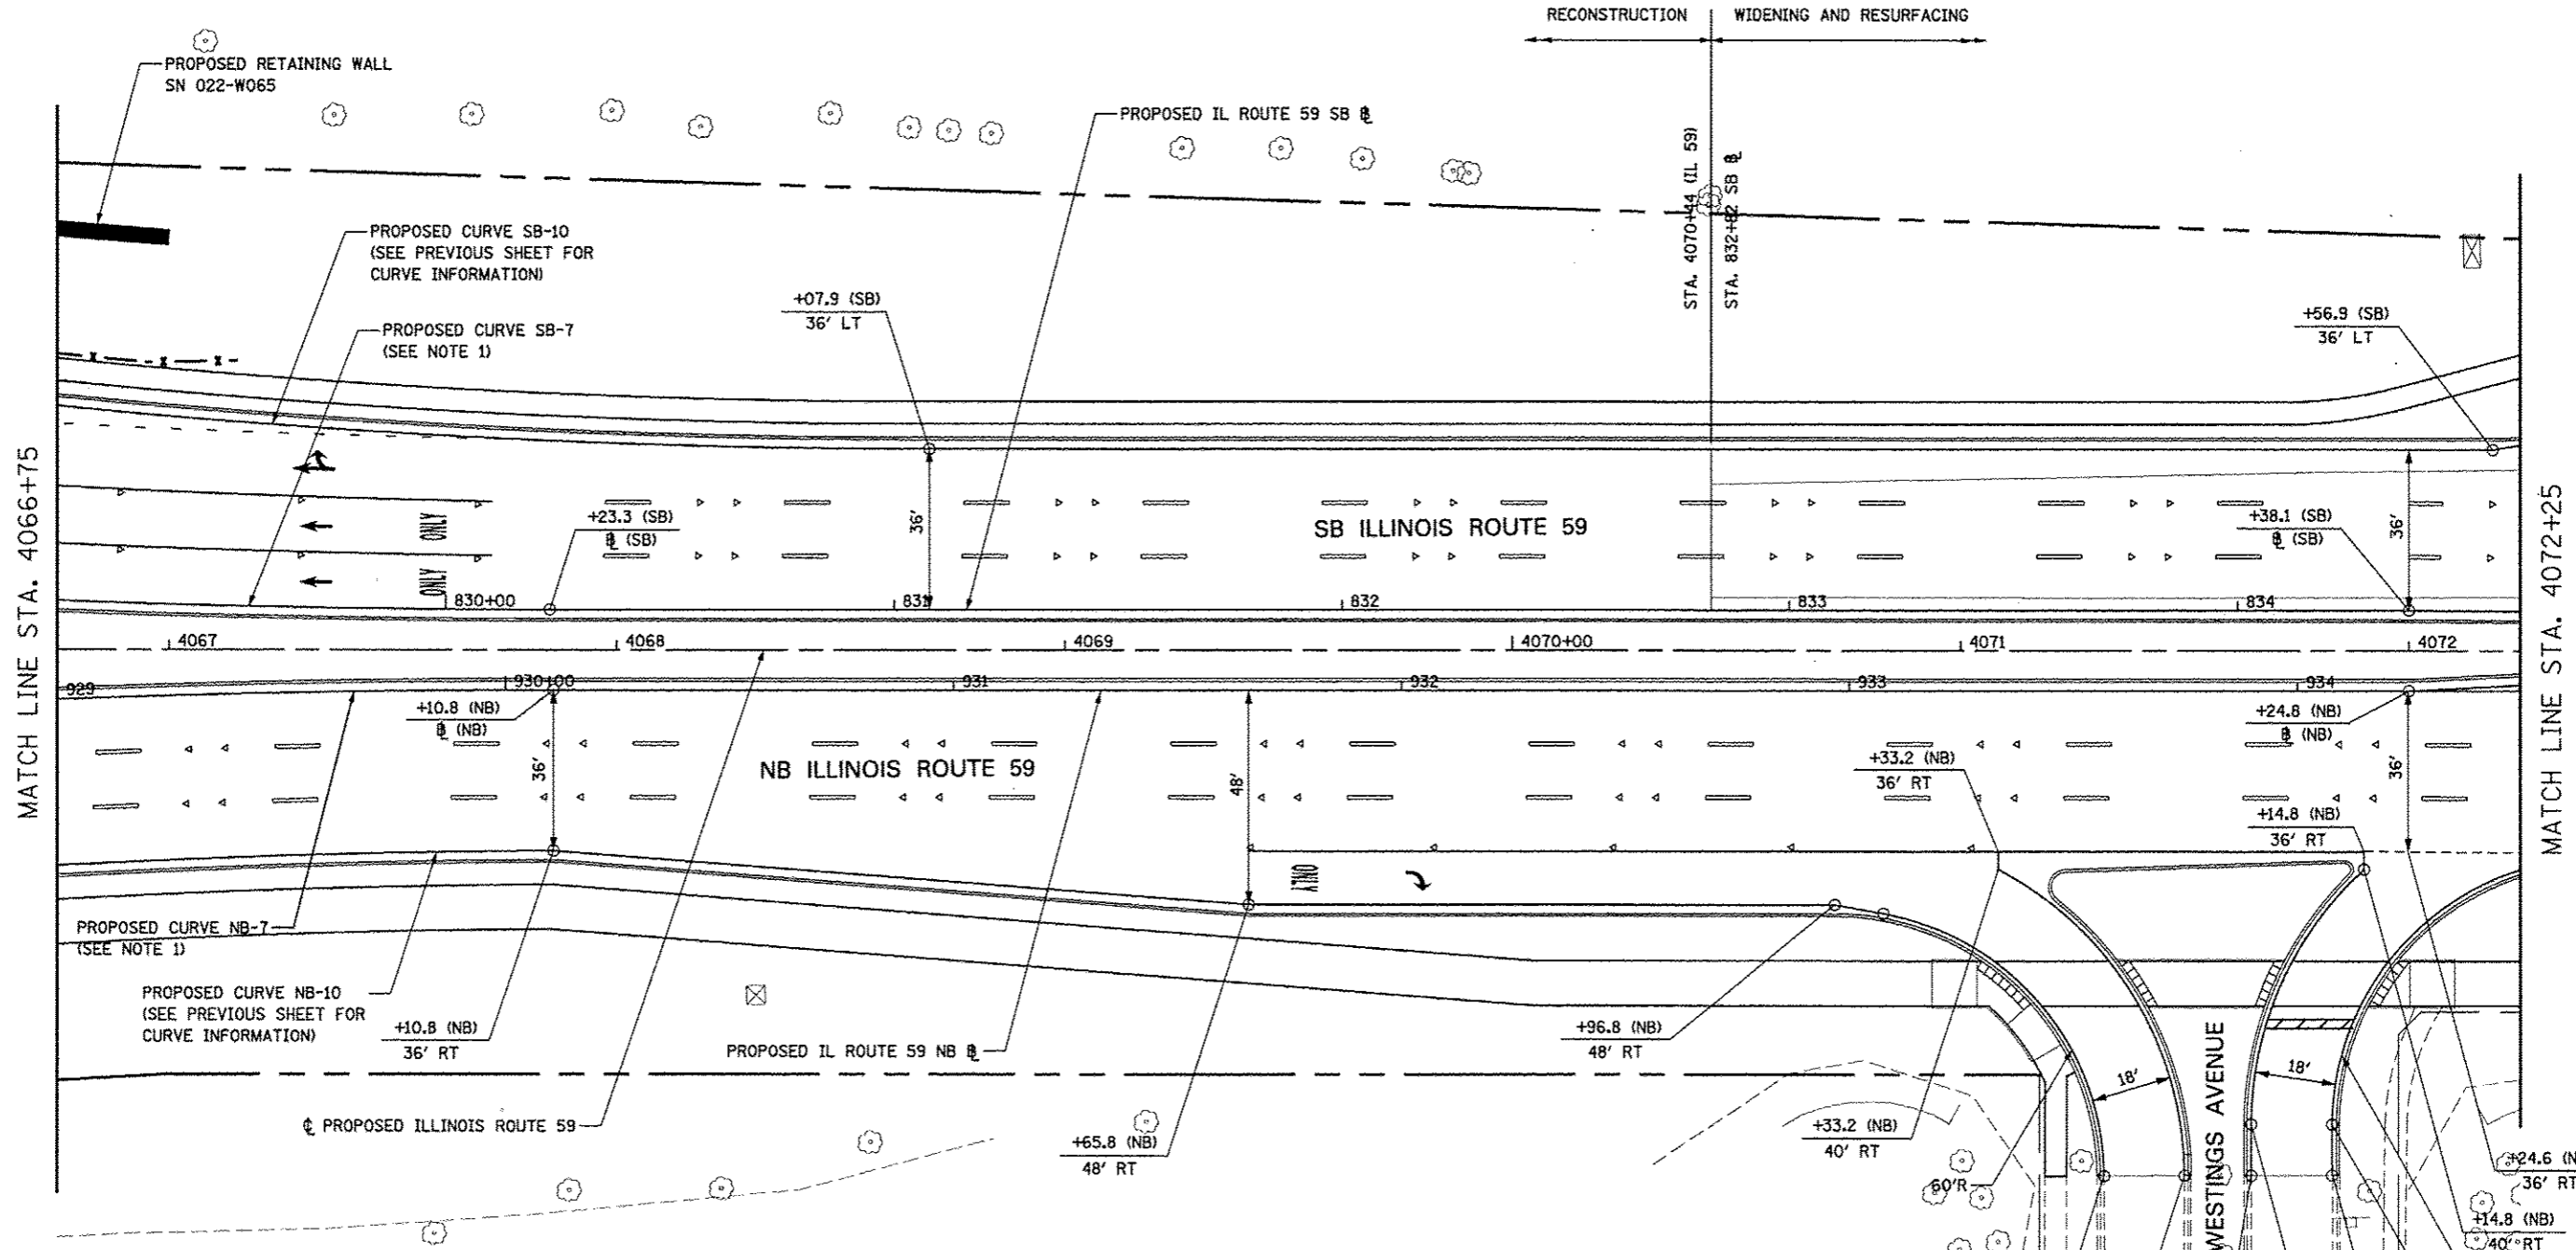 RECONSTRUCTION
WIDENING AND RESURFACING
PROPOSED RETAINING WALL
SN 022-W065
PROPOSED IL ROUTE 59 SB ℄
STA. 4070+44 (IL 59)
STA. 832+82 SB ℄
PROPOSED CURVE SB-10
(SEE PREVIOUS SHEET FOR
CURVE INFORMATION)
+07.9 (SB)
36' LT
+56.9 (SB)
36' LT
PROPOSED CURVE SB-7
(SEE NOTE 1)
MATCH LINE STA. 4066+75
MATCH LINE STA. 4072+25
ONLY
ONLY
+23.3 (SB)
℄ (SB)
36'
SB ILLINOIS ROUTE 59
+38.1 (SB)
℄ (SB)
36'
830+00
831
832
833
834
4067
4068
4069
4070+00
4071
4072
929
930+00
931
932
933
934
+10.8 (NB)
℄ (NB)
36'
NB ILLINOIS ROUTE 59
48'
+24.8 (NB)
℄ (NB)
36'
+33.2 (NB)
36' RT
+14.8 (NB)
36' RT
ONLY
PROPOSED CURVE NB-7
(SEE NOTE 1)
PROPOSED CURVE NB-10
(SEE PREVIOUS SHEET FOR
CURVE INFORMATION)
+10.8 (NB)
36' RT
PROPOSED IL ROUTE 59 NB ℄
+96.8 (NB)
48' RT
℄ PROPOSED ILLINOIS ROUTE 59
+65.8 (NB)
48' RT
+33.2 (NB)
40' RT
18'
18'
60'R
WESTINGS AVENUE
+24.6 (N
36' RT
+14.8 (NB)
40' RT